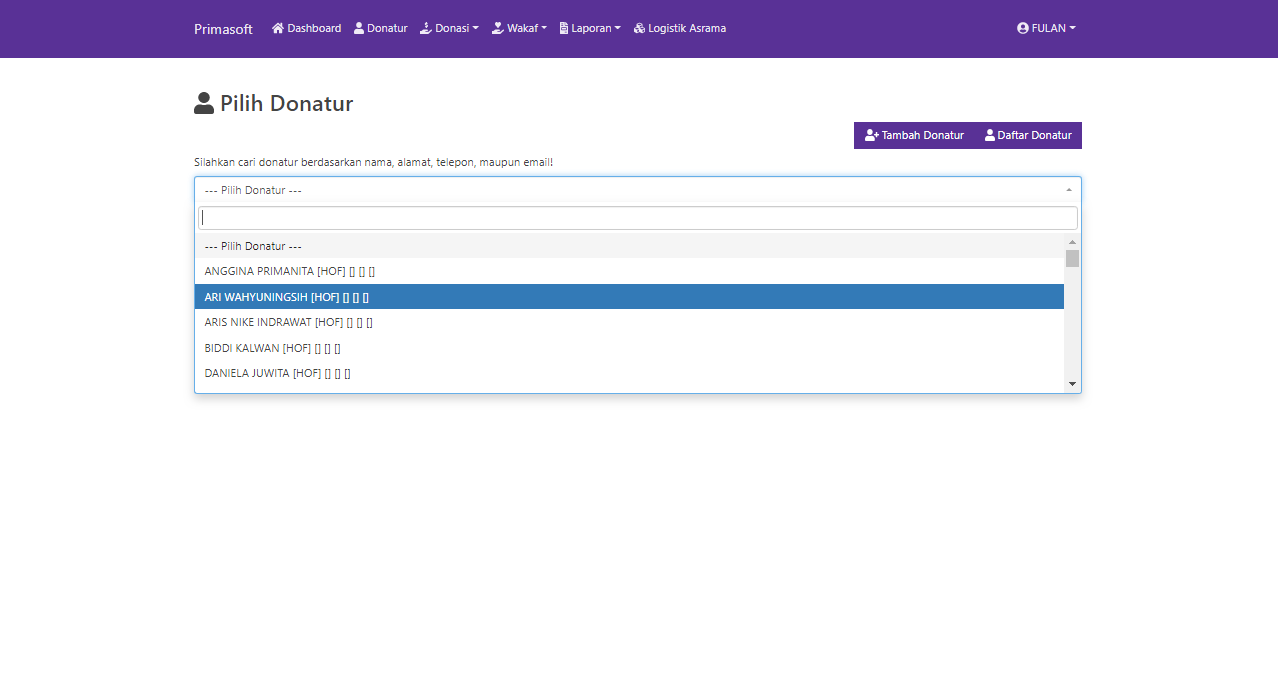 Primasoft Dashboard Donatur Donasi Wakaf Laporan Logistik Asrama FULAN
Pilih Donatur
Tambah Donatur Daftar Donatur
Silahkan cari donatur berdasarkan nama, alamat, telepon, maupun email!
--- Pilih Donatur ---
--- Pilih Donatur ---
ANGGINA PRIMANITA [HOF] [] [] []
ARI WAHYUNINGSIH [HOF] [] [] []
ARIS NIKE INDRAWAT [HOF] [] [] []
BIDDI KALWAN [HOF] [] [] []
DANIELA JUWITA [HOF] [] [] []